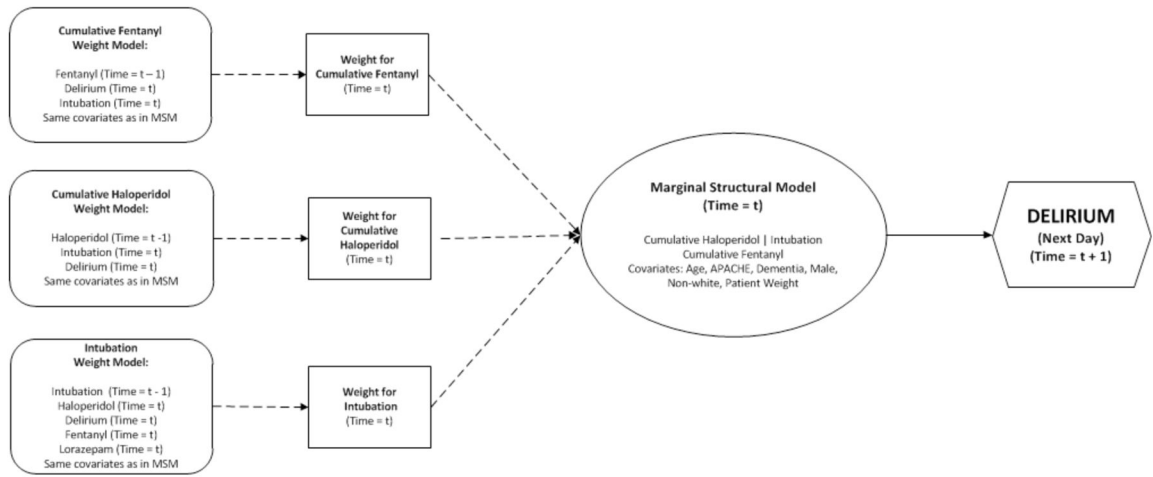 Cumulative Fentanyl
Weight Model:
Fentanyl (Time = t – 1)
Delirium (Time = t)
Intubation (Time = t)
Same covariates as in MSM
Weight for
Cumulative Fentanyl
(Time = t)
Cumulative Haloperidol
Weight Model:
Haloperidol (Time = t -1)
Intubation (Time = t)
Delirium (Time = t)
Same covariates as in MSM
Weight for
Cumulative
Haloperidol
(Time = t)
Intubation
Weight Model:
Intubation (Time = t - 1)
Haloperidol (Time = t)
Delirium (Time = t)
Fentanyl (Time = t)
Lorazepam (Time = t)
Same covariates as in MSM
Weight for
Intubation
(Time = t)
Marginal Structural Model
(Time = t)
Cumulative Haloperidol | Intubation
Cumulative Fentanyl
Covariates: Age, APACHE, Dementia, Male,
Non-white, Patient Weight
DELIRIUM
(Next Day)
(Time = t + 1)